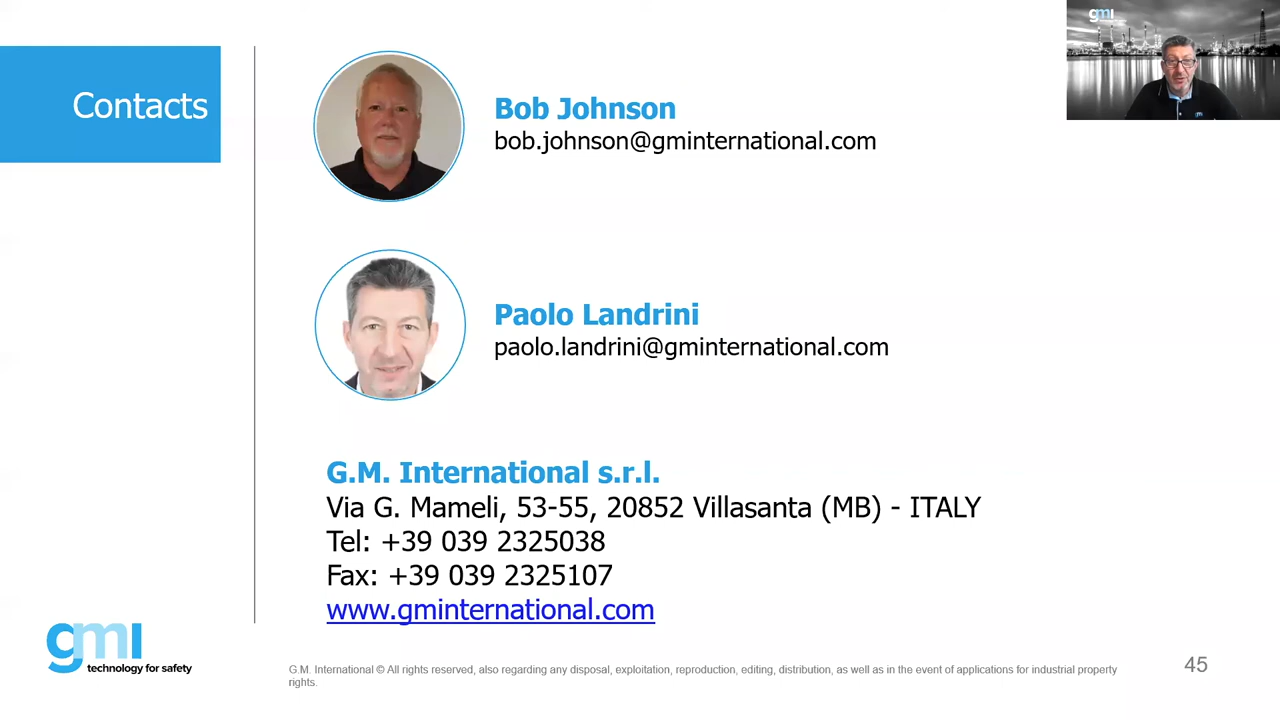 gmi
Contacts
Bob Johnson
bob.johnson@gminternational.com
Paolo Landrini
paolo.landrini@gminternational.com
G.M. International s.r.l.
Via G. Mameli, 53-55, 20852 Villasanta (MB) - ITALY
Tel: +39 039 2325038
Fax: +39 039 2325107
www.gminternational.com
gmi
technology for safety
G.M. International © All rights reserved, also regarding any disposal, exploitation, reproduction, editing, distribution, as well as in the event of applications for industrial property
rights.
45